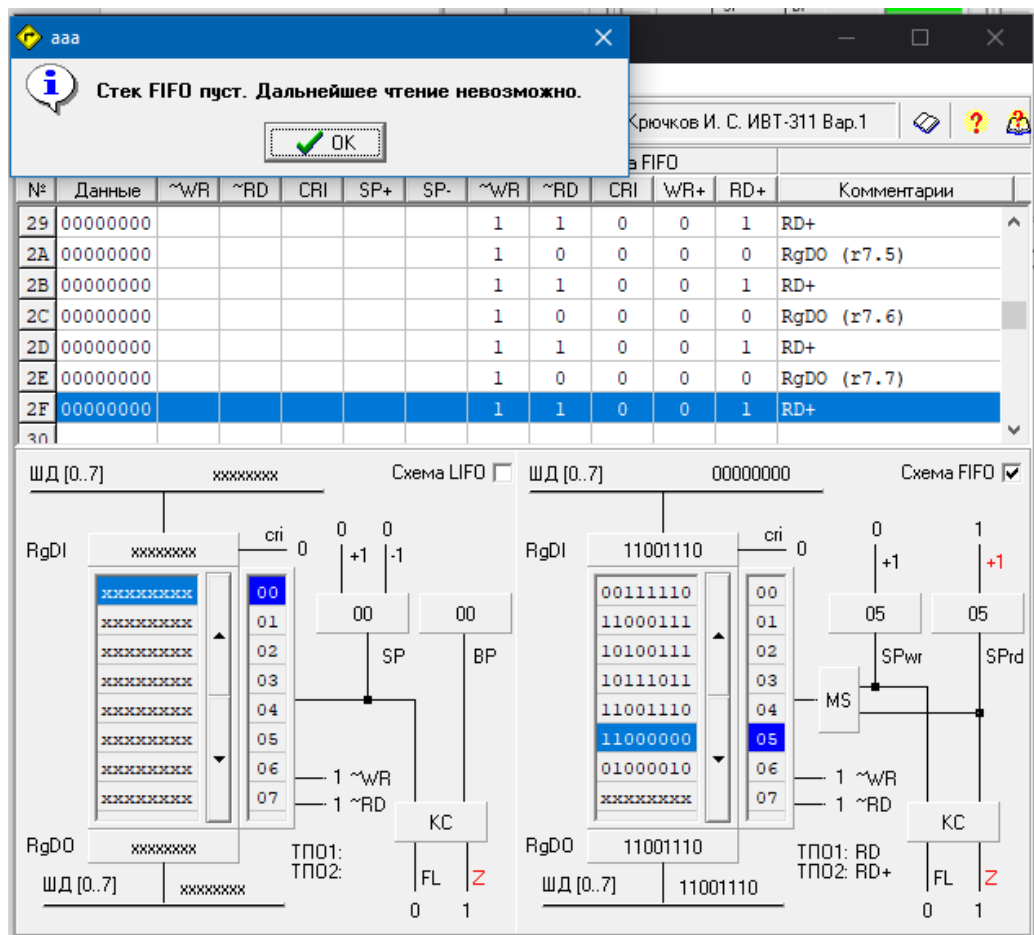 aaa
Стек FIFO пуст. Дальнейшее чтение невозможно.
OK
Крючков И. С. ИВТ-311 Вар.1
а FIFO
№ Данные ~WR ~RD CRI SP+ SP- ~WR ~RD CRI WR+ RD+ Комментарии
29 00000000 1 1 0 0 1 RD+
2A 00000000 1 0 0 0 0 RgDO (r7.5)
2B 00000000 1 1 0 0 1 RD+
2C 00000000 1 0 0 0 0 RgDO (r7.6)
2D 00000000 1 1 0 0 1 RD+
2E 00000000 1 0 0 0 0 RgDO (r7.7)
2F 00000000 1 1 0 0 1 RD+
30
ШД [0..7] xxxxxxxx Схема LIFO
RgDI xxxxxxxx cri 0 0 0
+1 -1
xxxxxxxx 00 00 00
xxxxxxxx 01
xxxxxxxx 02 SP BP
xxxxxxxx 03
xxxxxxxx 04
xxxxxxxx 05
xxxxxxxx 06 1 ~WR
xxxxxxxx 07 1 ~RD
КС
RgDO xxxxxxxx ТПО1:
ТПО2:
ШД [0..7] xxxxxxxx FL Z
0 1
ШД [0..7] 00000000 Схема FIFO
RgDI 11001110 cri 0 0 1
+1 +1
00111110 00 05 05
11000111 01
10100111 02 SPwr SPrd
10111011 03
11001110 04 MS
11000000 05
01000010 06 1 ~WR
xxxxxxxx 07 1 ~RD
КС
RgDO 11001110 ТПО1: RD
ТПО2: RD+
ШД [0..7] 11001110 FL Z
0 1